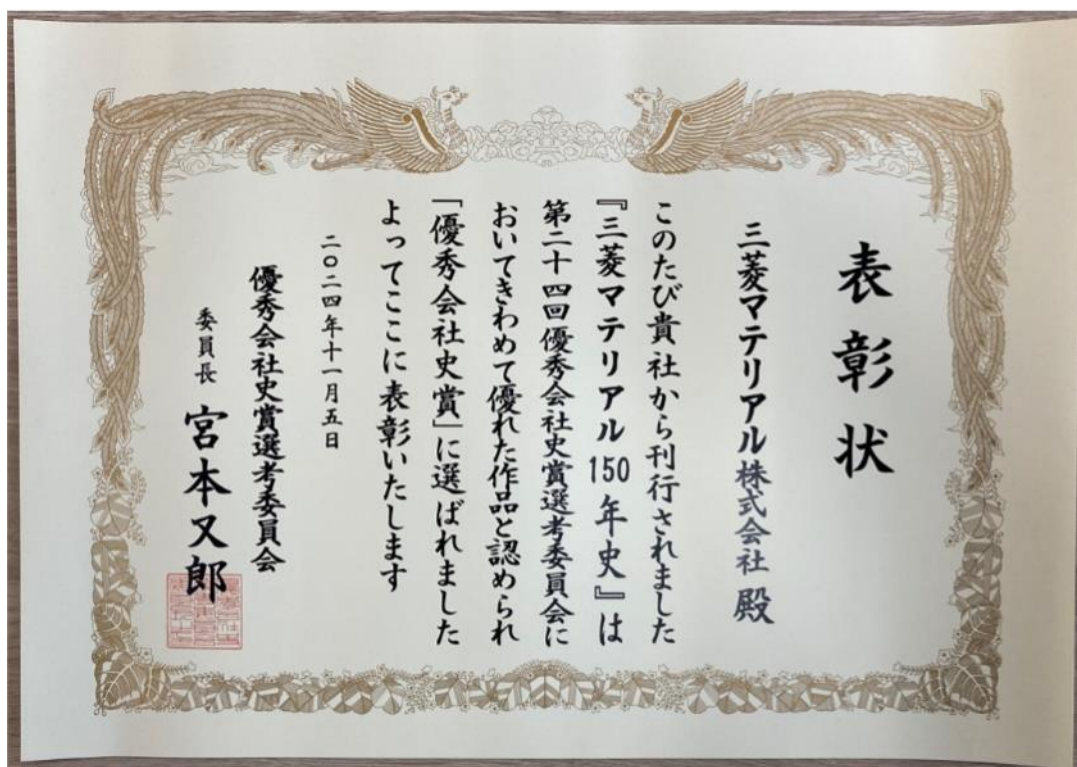 表彰状
三菱マテリアル株式会社 殿
このたび貴社から刊行されました
『三菱マテリアル150年史』は
第二十四回優秀会社史賞選考委員会に
おいてきわめて優れた作品と認められ
「優秀会社史賞」に選ばれました
よってここに表彰いたします
二〇二四年十一月五日
優秀会社史賞選考委員会
委員長 宮本又郎